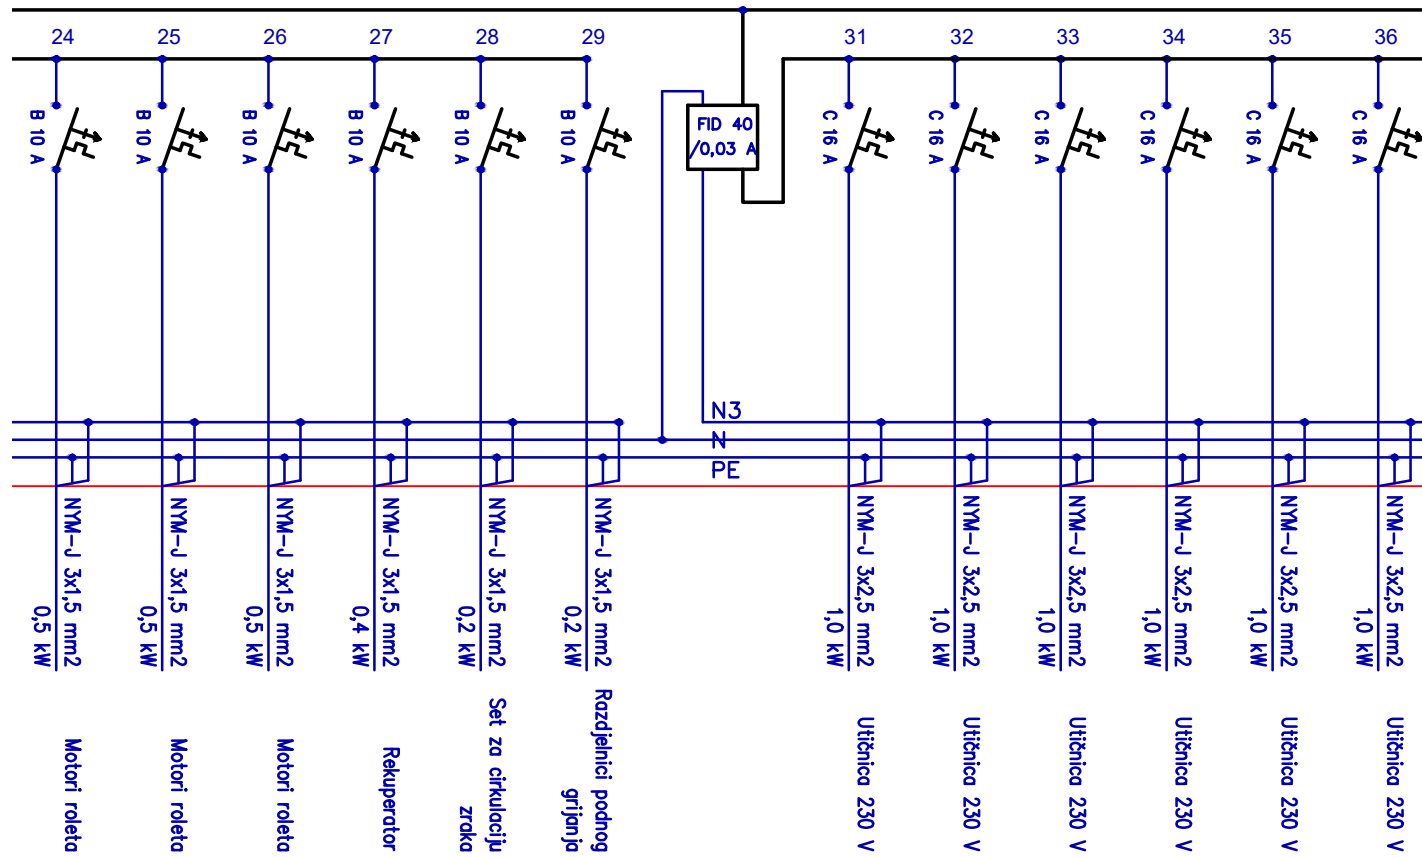 24
25
26
27
28
29
31
32
33
34
35
36
B 10 A
B 10 A
B 10 A
B 10 A
B 10 A
B 10 A
FID 40
/0,03 A
C 16 A
C 16 A
C 16 A
C 16 A
C 16 A
C 16 A
N3
N
PE
NYM-J 3x1,5 mm2
0,5 kW
NYM-J 3x1,5 mm2
0,5 kW
NYM-J 3x1,5 mm2
0,5 kW
NYM-J 3x1,5 mm2
0,4 kW
NYM-J 3x1,5 mm2
0,2 kW
NYM-J 3x1,5 mm2
0,2 kW
NYM-J 3x2,5 mm2
1,0 kW
NYM-J 3x2,5 mm2
1,0 kW
NYM-J 3x2,5 mm2
1,0 kW
NYM-J 3x2,5 mm2
1,0 kW
NYM-J 3x2,5 mm2
1,0 kW
NYM-J 3x2,5 mm2
1,0 kW
Motori roleta
Motori roleta
Motori roleta
Rekuperator
Set za cirkulaciju
zraka
Razdjelnici podnog
grijanja
Utičnica 230 V
Utičnica 230 V
Utičnica 230 V
Utičnica 230 V
Utičnica 230 V
Utičnica 230 V